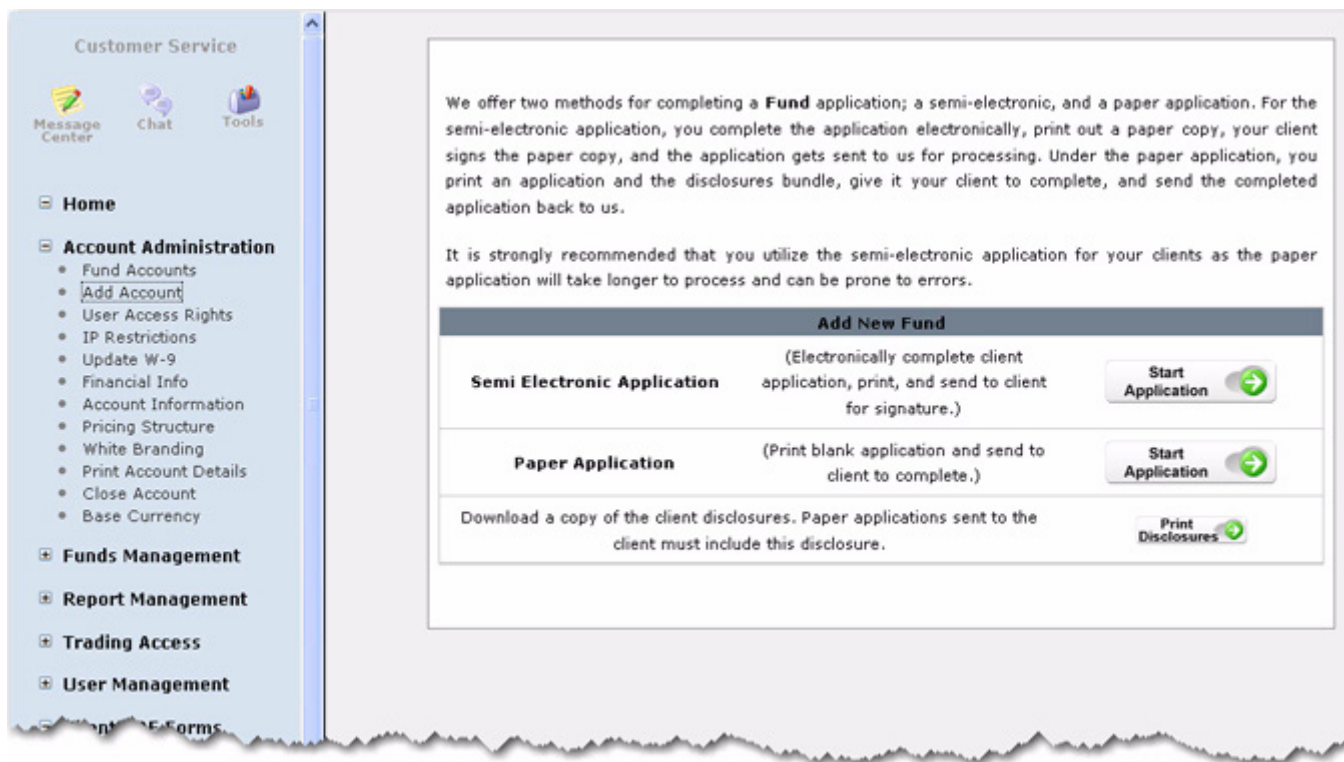 Customer Service
Message
Center
Chat
Tools
Home
Account Administration
Fund Accounts
Add Account
User Access Rights
IP Restrictions
Update W-9
Financial Info
Account Information
Pricing Structure
White Branding
Print Account Details
Close Account
Base Currency
Funds Management
Report Management
Trading Access
User Management
We offer two methods for completing a Fund application; a semi-electronic, and a paper application. For the
semi-electronic application, you complete the application electronically, print out a paper copy, your client
signs the paper copy, and the application gets sent to us for processing. Under the paper application, you
print an application and the disclosures bundle, give it your client to complete, and send the completed
application back to us.
It is strongly recommended that you utilize the semi-electronic application for your clients as the paper
application will take longer to process and can be prone to errors.
Add New Fund
Semi Electronic Application
(Electronically complete client
application, print, and send to client
for signature.)
Start
Application
Paper Application
(Print blank application and send to
client to complete.)
Start
Application
Download a copy of the client disclosures. Paper applications sent to the
client must include this disclosure.
Print
Disclosures